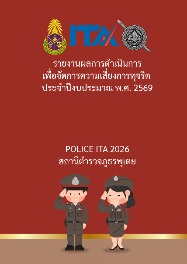 ITA
รายงานผลการดำเนินการ
เพื่อจัดการความเสี่ยงการทุจริต
ประจำปีงบประมาณ พ.ศ. 2569
POLICE ITA 2026
สถานีตำรวจภูธรพุเตย